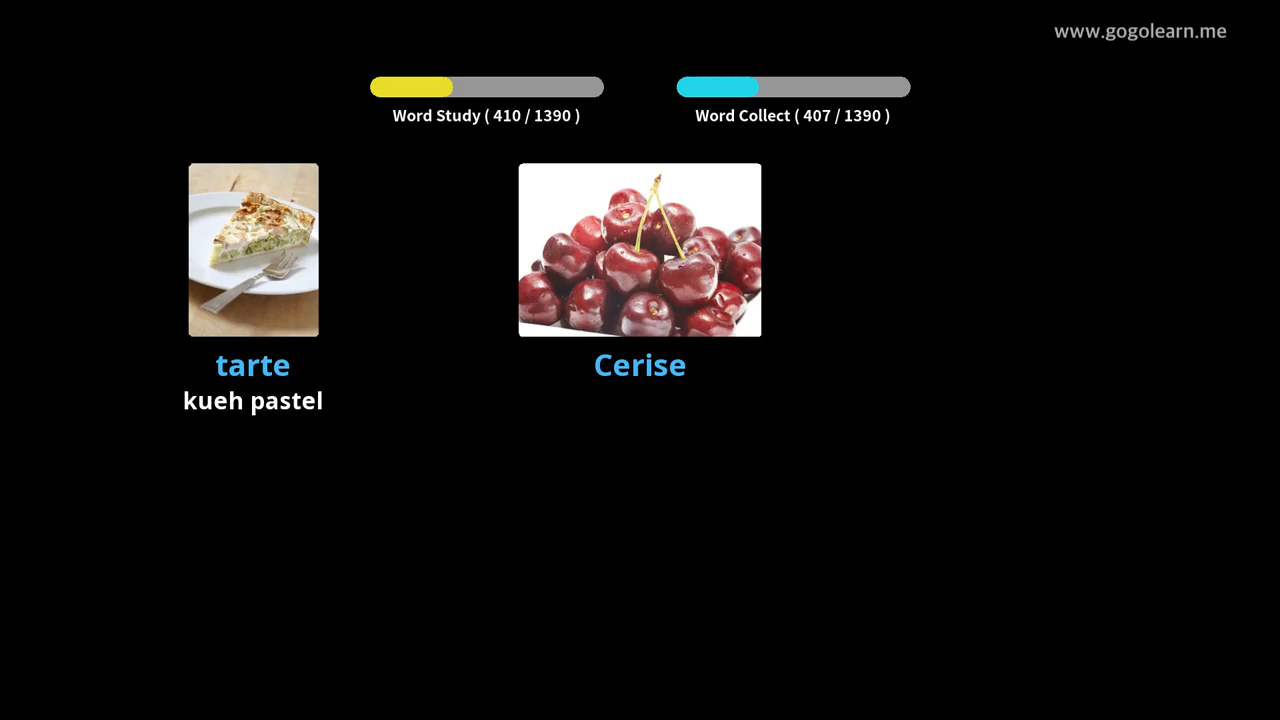 www.gogolearn.me
Word Study ( 410 / 1390 )
Word Collect ( 407 / 1390 )
tarte
kueh pastel
Cerise